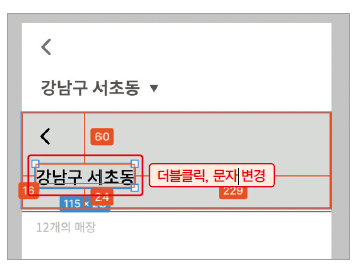 강남구 서초동 ▼
60
강남구 서초동
더블클릭, 문자 변경
16
24
229
115 ×
12개의 매장